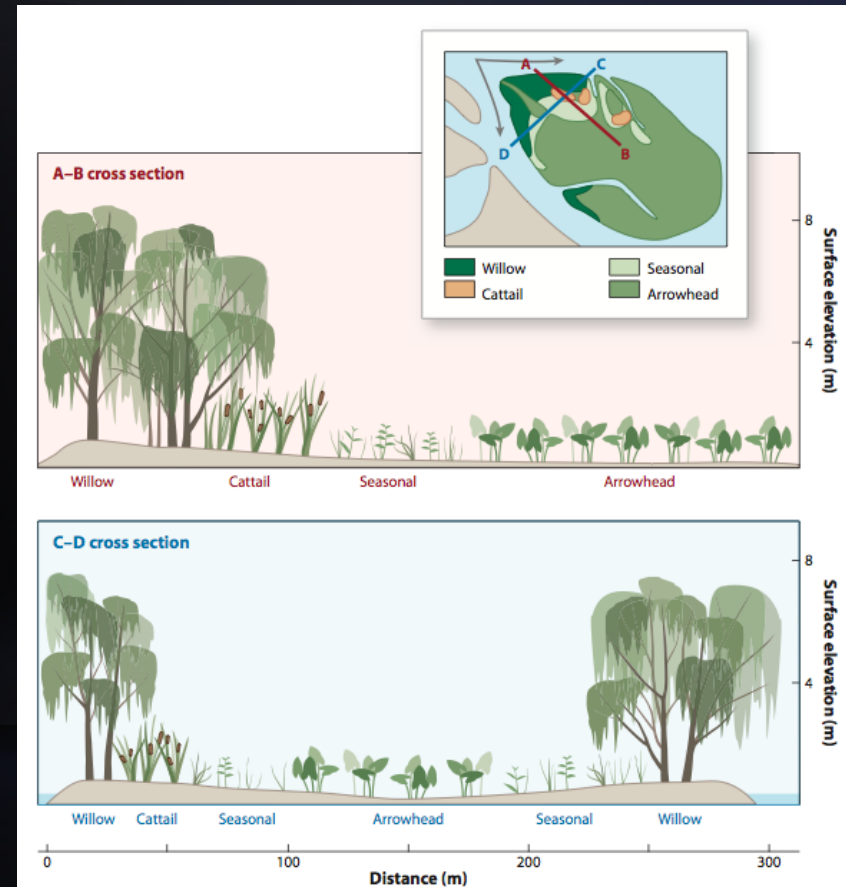 A–B cross section
A
C
D
B
Willow
Seasonal
Cattail
Arrowhead
8
4
Surface elevation (m)
Willow
Cattail
Seasonal
Arrowhead
C–D cross section
8
4
Surface elevation (m)
Willow
Cattail
Seasonal
Arrowhead
Seasonal
Willow
0
100
200
300
Distance (m)